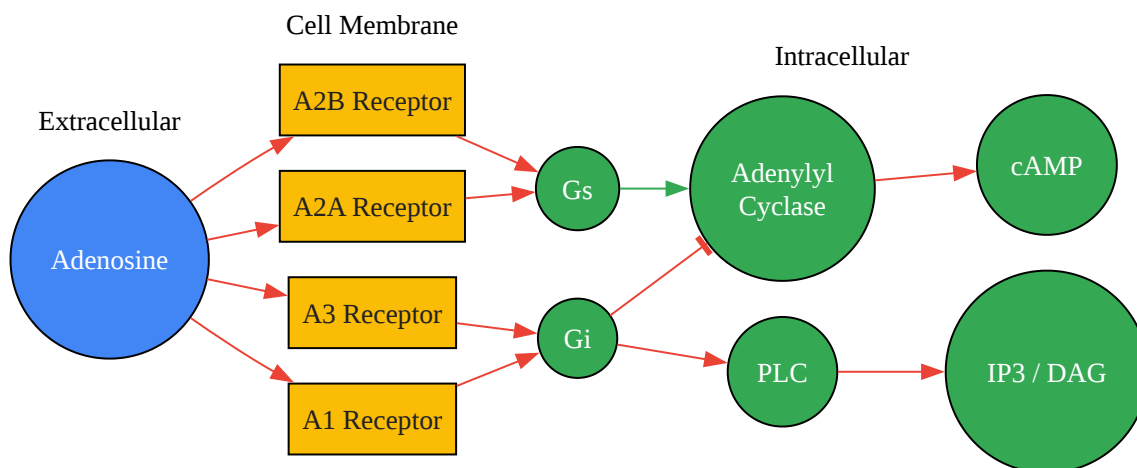 Cell Membrane
Intracellular
Extracellular
A2B Receptor
A2A Receptor
A3 Receptor
A1 Receptor
Adenosine
Gs
Gi
Adenylyl
Cyclase
PLC
cAMP
IP3 / DAG